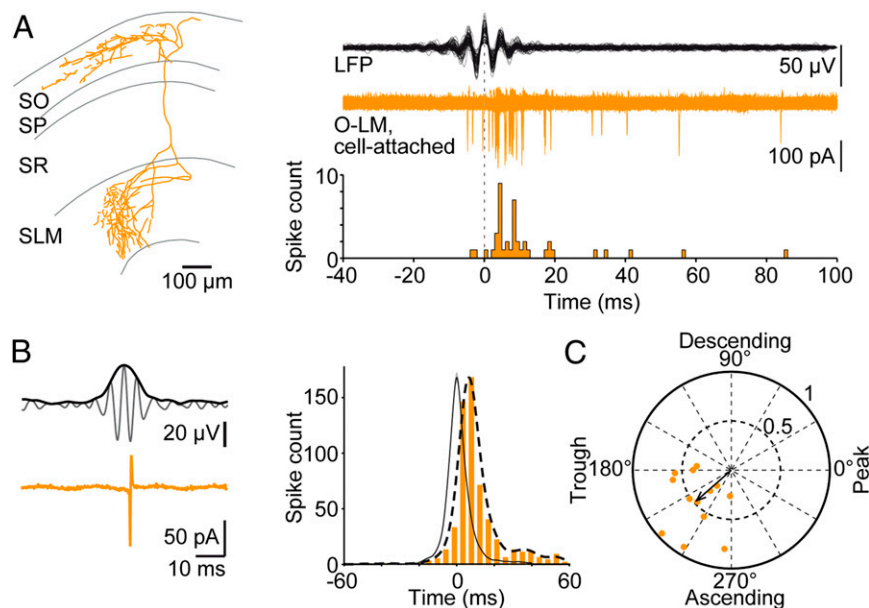 A
SO
SP
SR
SLM
100 µm
LFP
50 µV
O-LM,
cell-attached
100 pA
Spike count
10
5
0
-40 -20 0 20 40 60 80 100
Time (ms)
B
20 µV
50 pA
10 ms
Spike count
150
100
50
0
-60 0 60
Time (ms)
C
Descending
90°
1
0.5
Trough
180°
0°
Peak
270°
Ascending